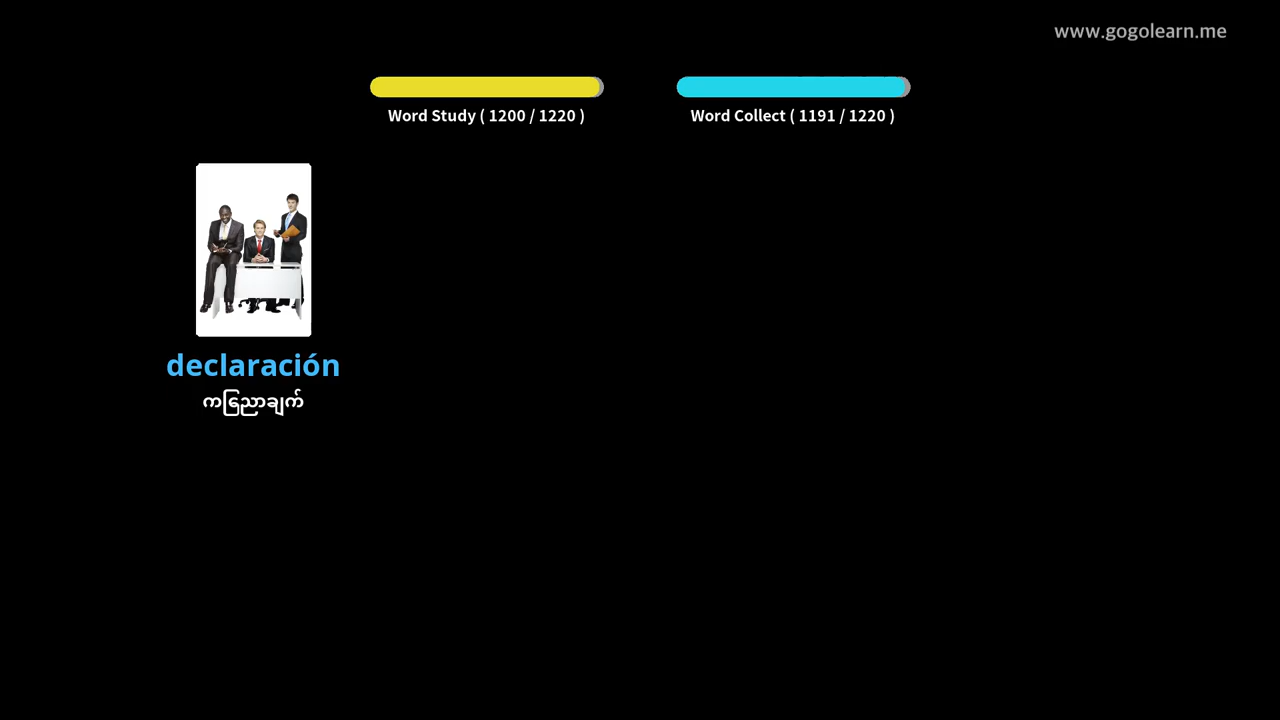 www.gogolearn.me
Word Study ( 1200 / 1220 )
Word Collect ( 1191 / 1220 )
declaración
ကြေညာချက်